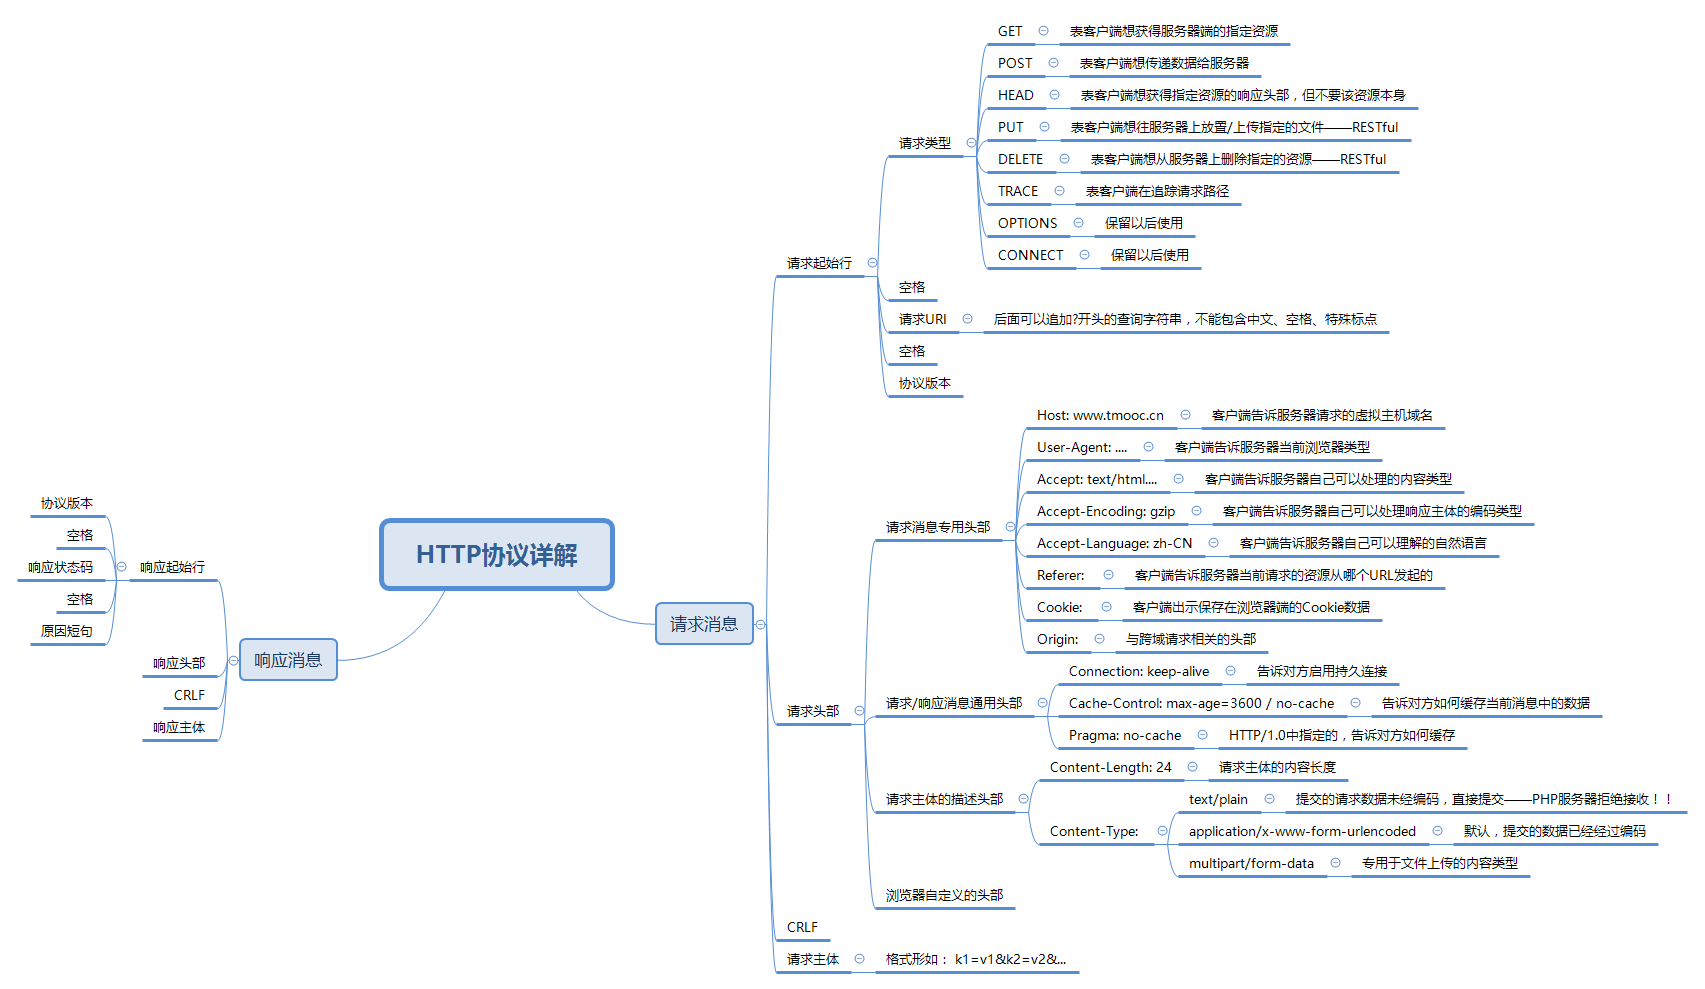 HTTP协议详解
请求消息
请求起始行
请求类型
GET
表客户端想获得服务器端的指定资源
POST
表客户端想传递数据给服务器
HEAD
表客户端想获得指定资源的响应头部，但不要该资源本身
PUT
表客户端想往服务器上放置/上传指定的文件——RESTful
DELETE
表客户端想从服务器上删除指定的资源——RESTful
TRACE
表客户端在追踪请求路径
OPTIONS
保留以后使用
CONNECT
保留以后使用
空格
请求URI
后面可以追加?开头的查询字符串，不能包含中文、空格、特殊标点
空格
协议版本
请求头部
请求消息专用头部
Host: www.tmooc.cn
客户端告诉服务器请求的虚拟主机域名
User-Agent: ....
客户端告诉服务器当前浏览器类型
Accept: text/html....
客户端告诉服务器自己可以处理的内容类型
Accept-Encoding: gzip
客户端告诉服务器自己可以处理响应主体的编码类型
Accept-Language: zh-CN
客户端告诉服务器自己可以理解的自然语言
Referer:
客户端告诉服务器当前请求的资源从哪个URL发起的
Cookie:
客户端出示保存在浏览器端的Cookie数据
Origin:
与跨域请求相关的头部
请求/响应消息通用头部
Connection: keep-alive
告诉对方启用持久连接
Cache-Control: max-age=3600 / no-cache
告诉对方如何缓存当前消息中的数据
Pragma: no-cache
HTTP/1.0中指定的，告诉对方如何缓存
请求主体的描述头部
Content-Length: 24
请求主体的内容长度
Content-Type:
text/plain
提交的请求数据未经编码，直接提交——PHP服务器拒绝接收！！
application/x-www-form-urlencoded
默认，提交的数据已经经过编码
multipart/form-data
专用于文件上传的内容类型
浏览器自定义的头部
CRLF
请求主体
格式形如： k1=v1&k2=v2&...
响应消息
响应起始行
协议版本
空格
响应状态码
空格
原因短句
响应头部
CRLF
响应主体